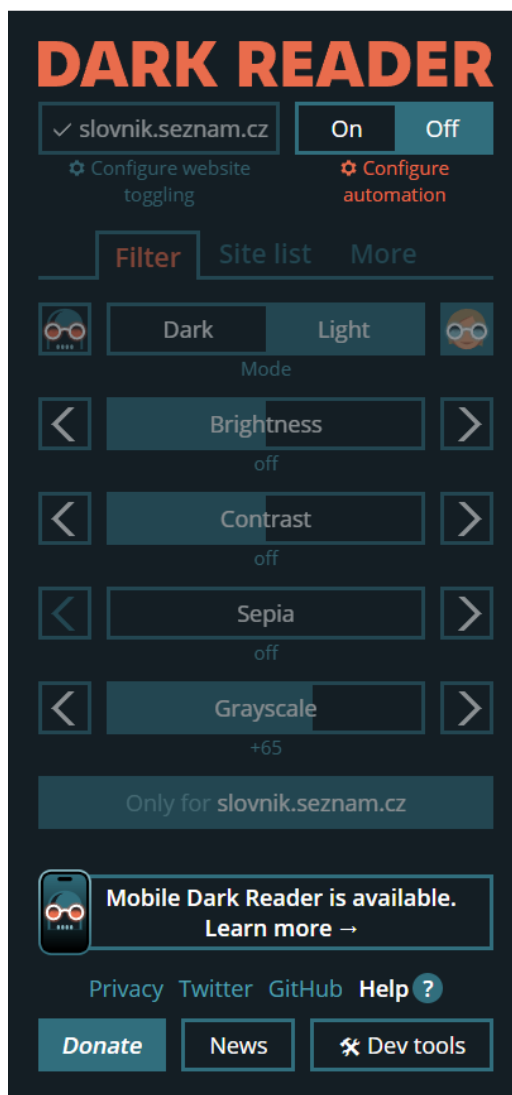 DARK READER
✓ slovnik.seznam.cz
On Off
Configure website
toggling
Configure
automation
Filter Site list More
Dark Light
Mode
Brightness
off
Contrast
off
Sepia
off
Grayscale
+65
Only for slovnik.seznam.cz
Mobile Dark Reader is available.
Learn more →
Privacy Twitter GitHub Help ?
Donate News 🛠 Dev tools